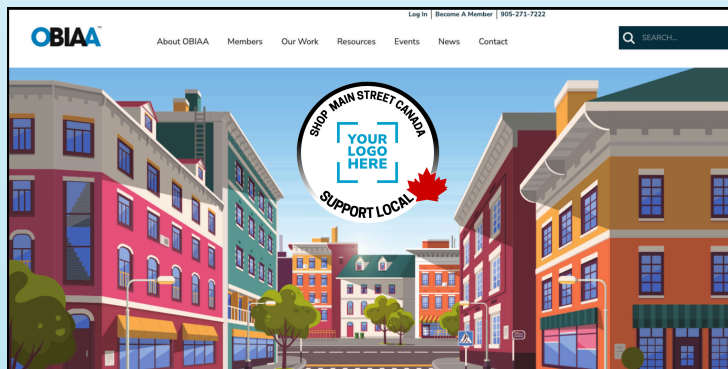 Log In | Become A Member | 905-271-7222
OBIAA™
About OBIAA Members Our Work Resources Events News Contact
SEARCH...
SHOP MAIN STREET CANADA
YOUR
LOGO
HERE
SUPPORT LOCAL